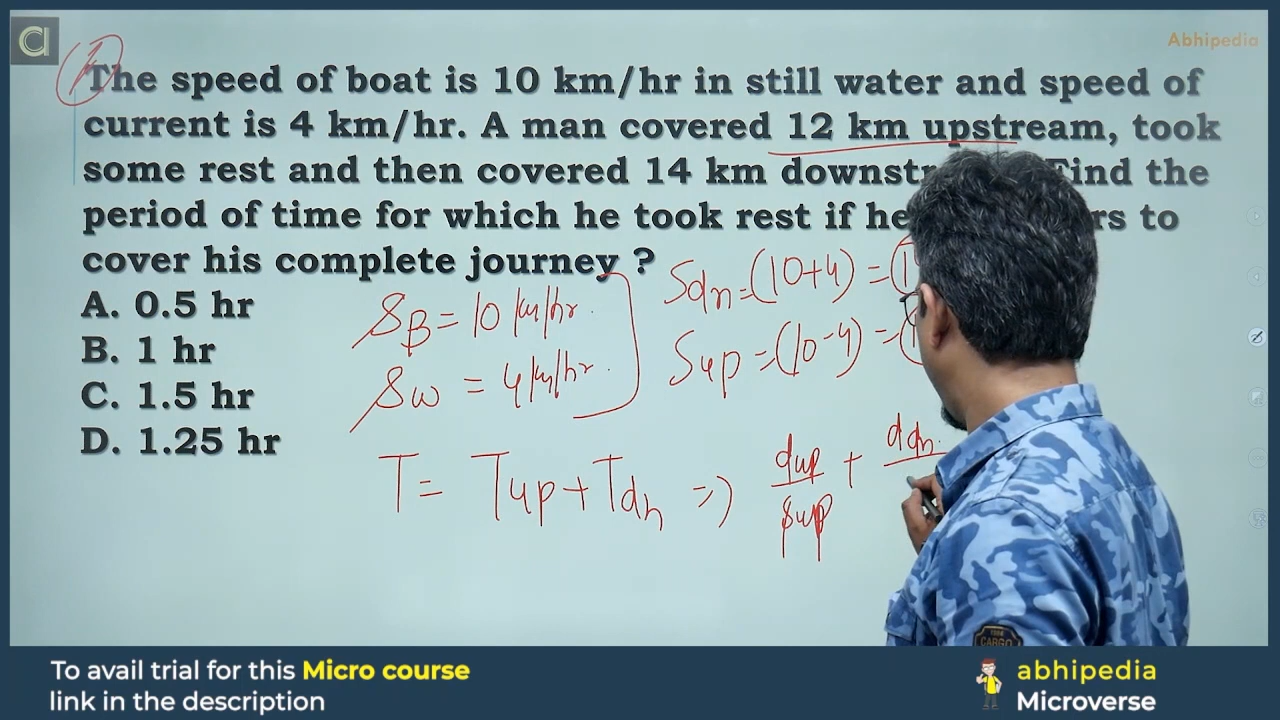 a
Abhipedia
The speed of boat is 10 km/hr in still water and speed of
current is 4 km/hr. A man covered 12 km upstream, took
some rest and then covered 14 km Find the
period of time for which he took rest if he to
cover his complete journey ?
A. 0.5 hr
B. 1 hr
C. 1.5 hr
D. 1.25 hr
SB = 10 km/hr.
Sw = 4 km/hr.
Sdn = (10+4) =
Sup = (10-4) =
T = Tup + Tdn => dup/sup + ddn
CARGO
To avail trial for this Micro course
link in the description
abhipedia
Microverse